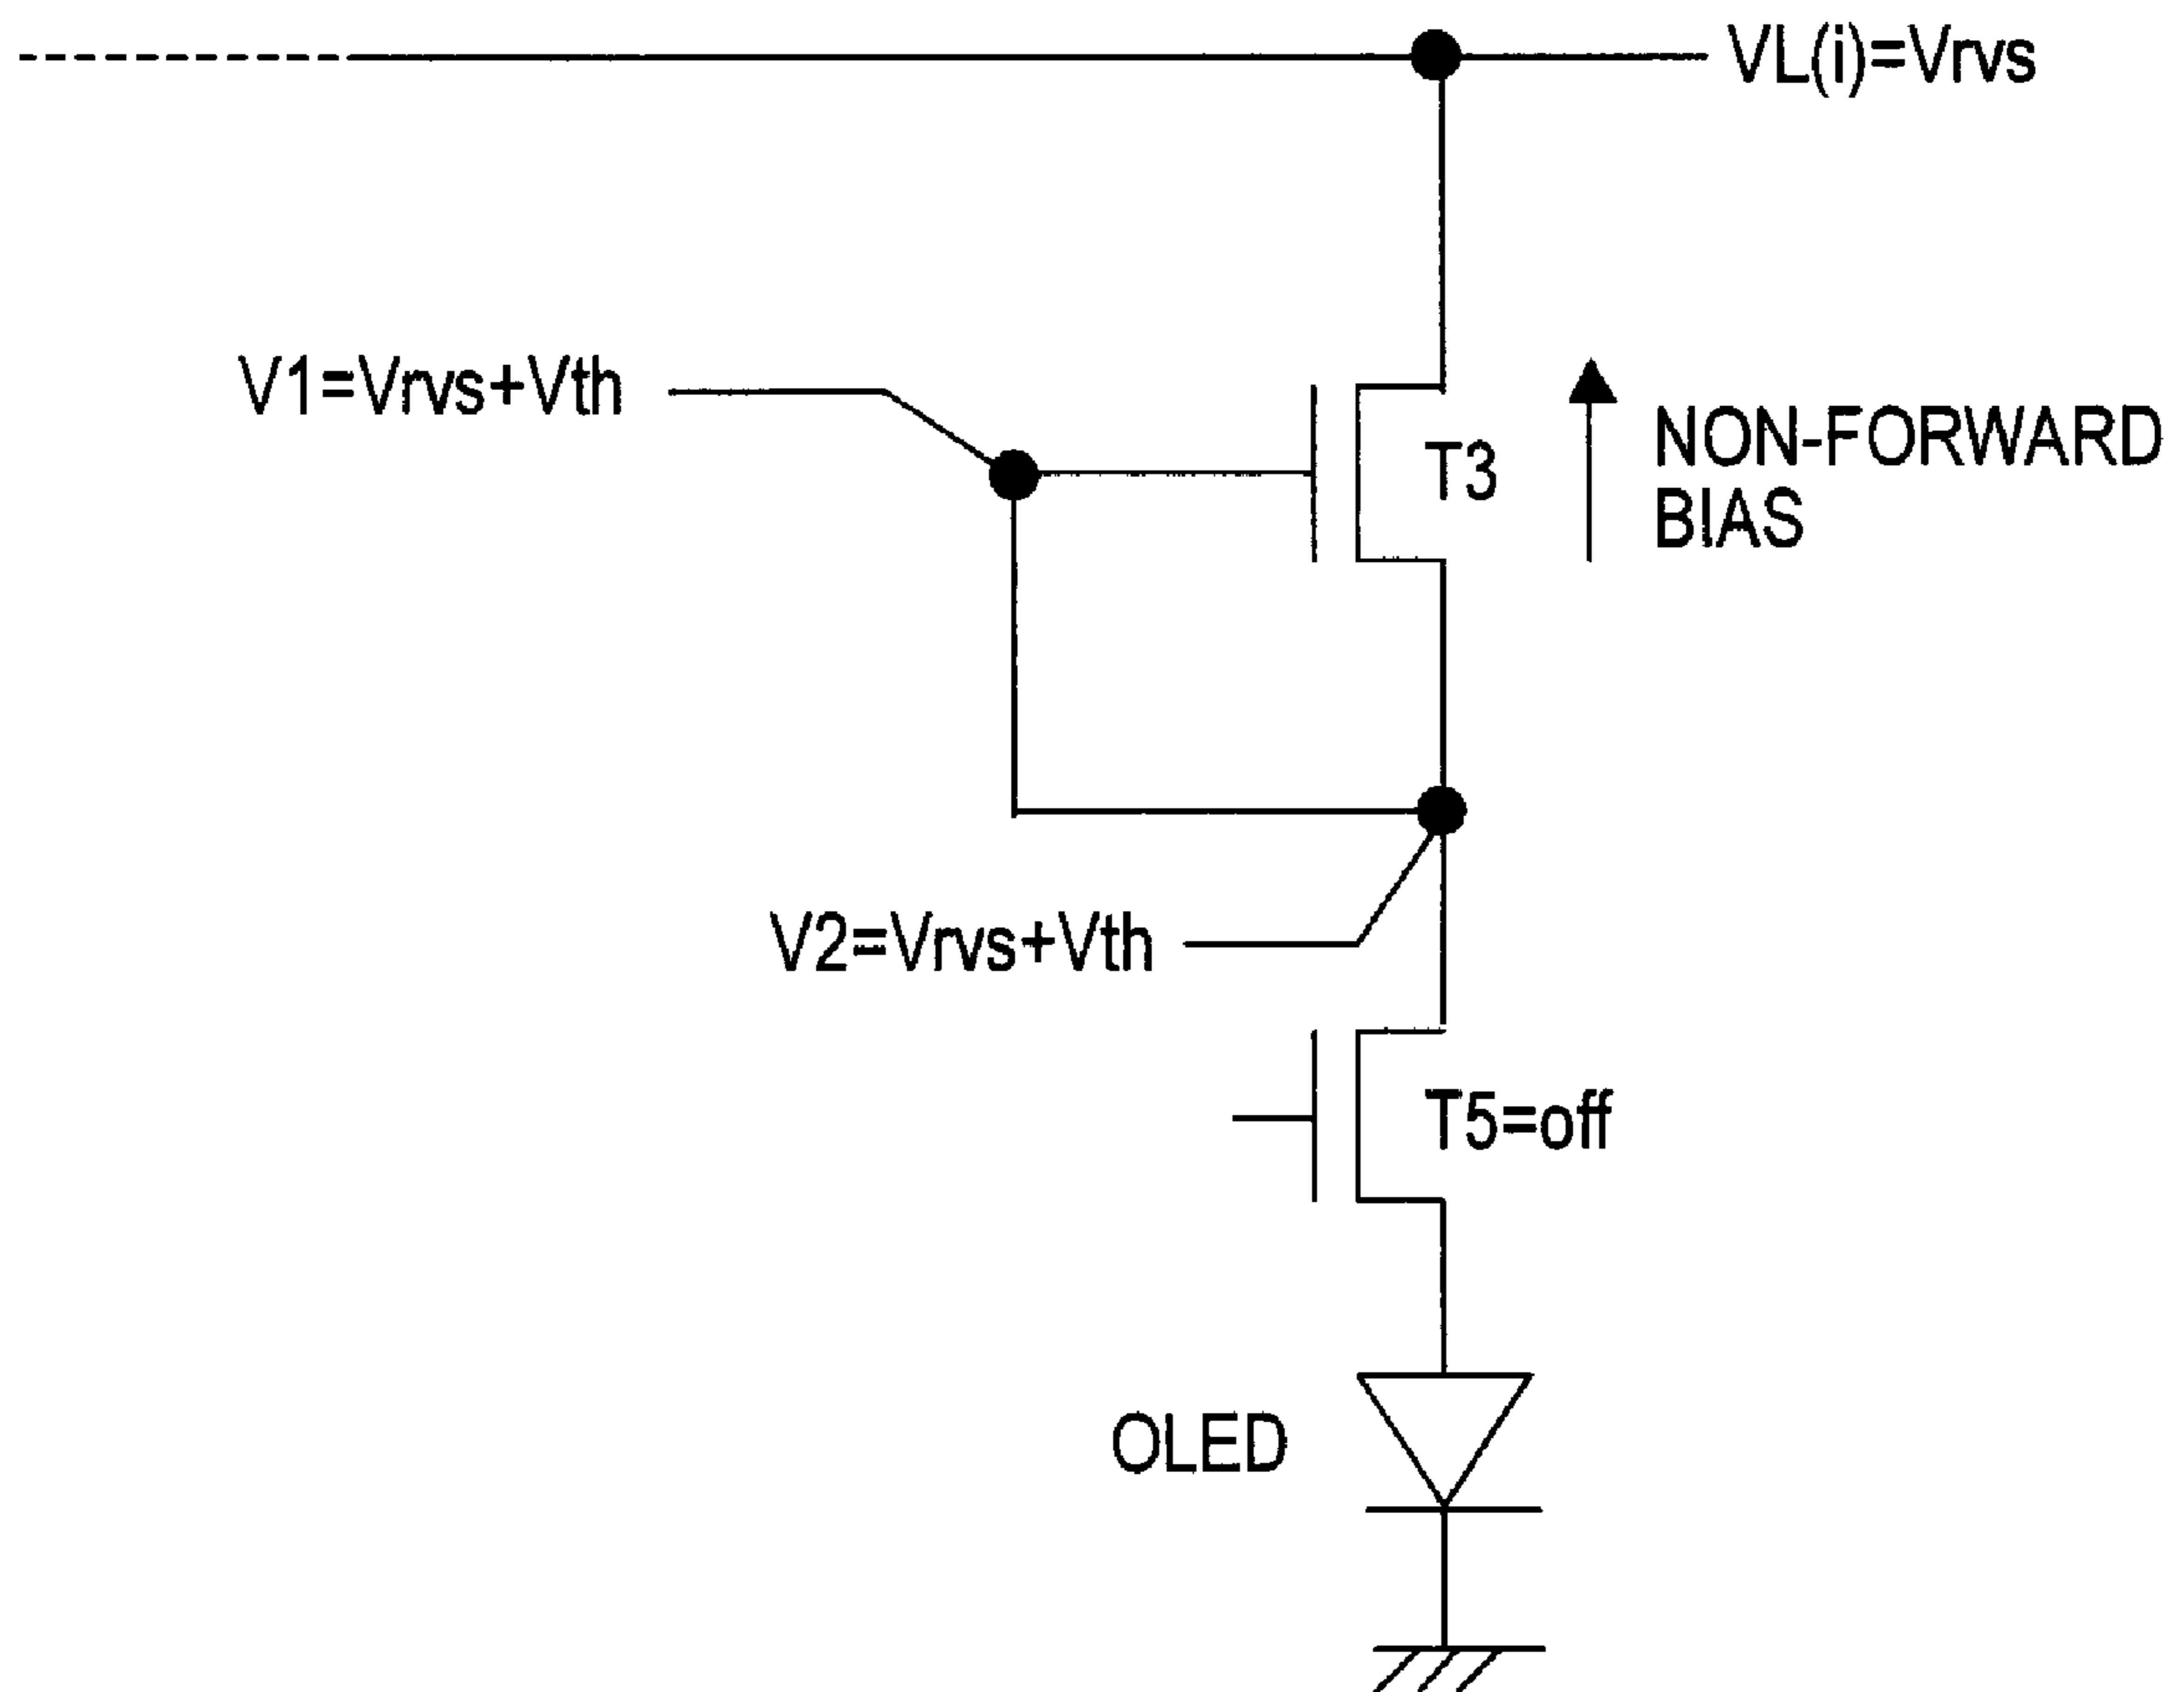 VL(i)=Vrvs
V1=Vrvs+Vth
T3
NON-FORWARD
BIAS
V2=Vrvs+Vth
T5=off
OLED